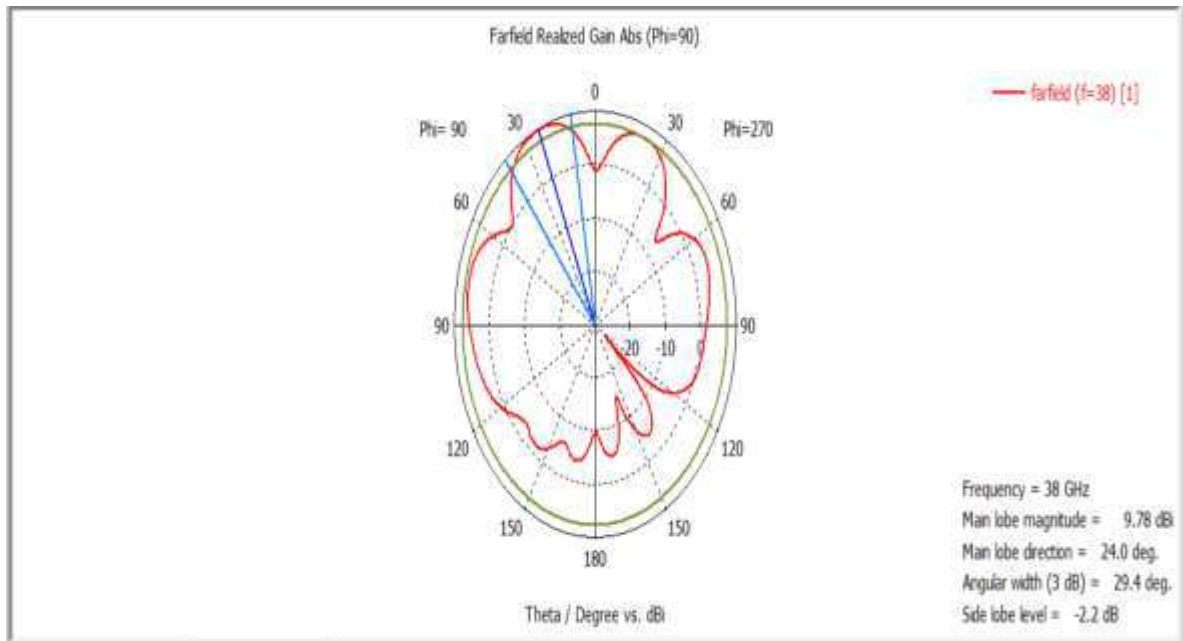 Farfield Realized Gain Abs (Phi=90)
farfield (f=38) [1]
0
Phi= 90
30
30
Phi=270
60
60
90
-20
-10
0
90
120
120
150
150
180
Theta / Degree vs. dBi
Frequency = 38 GHz
Main lobe magnitude = 9.78 dBi
Main lobe direction = 24.0 deg.
Angular width (3 dB) = 29.4 deg.
Side lobe level = -2.2 dB